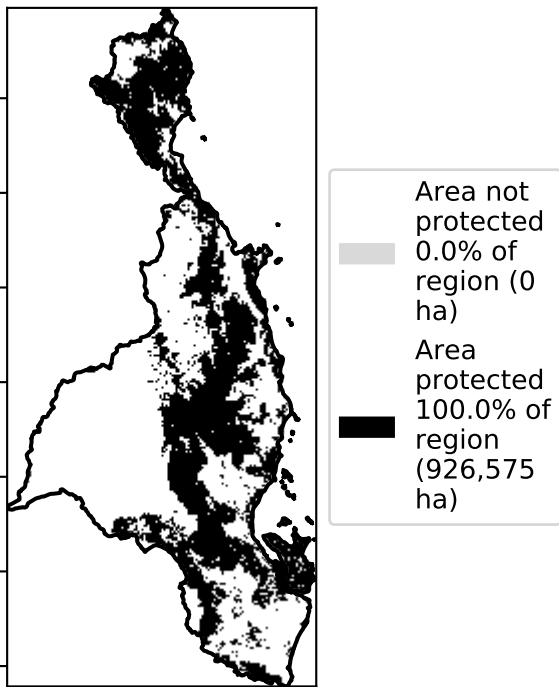 Area not
protected
0.0% of
region (0
ha)
Area
protected
100.0% of
region
(926,575
ha)